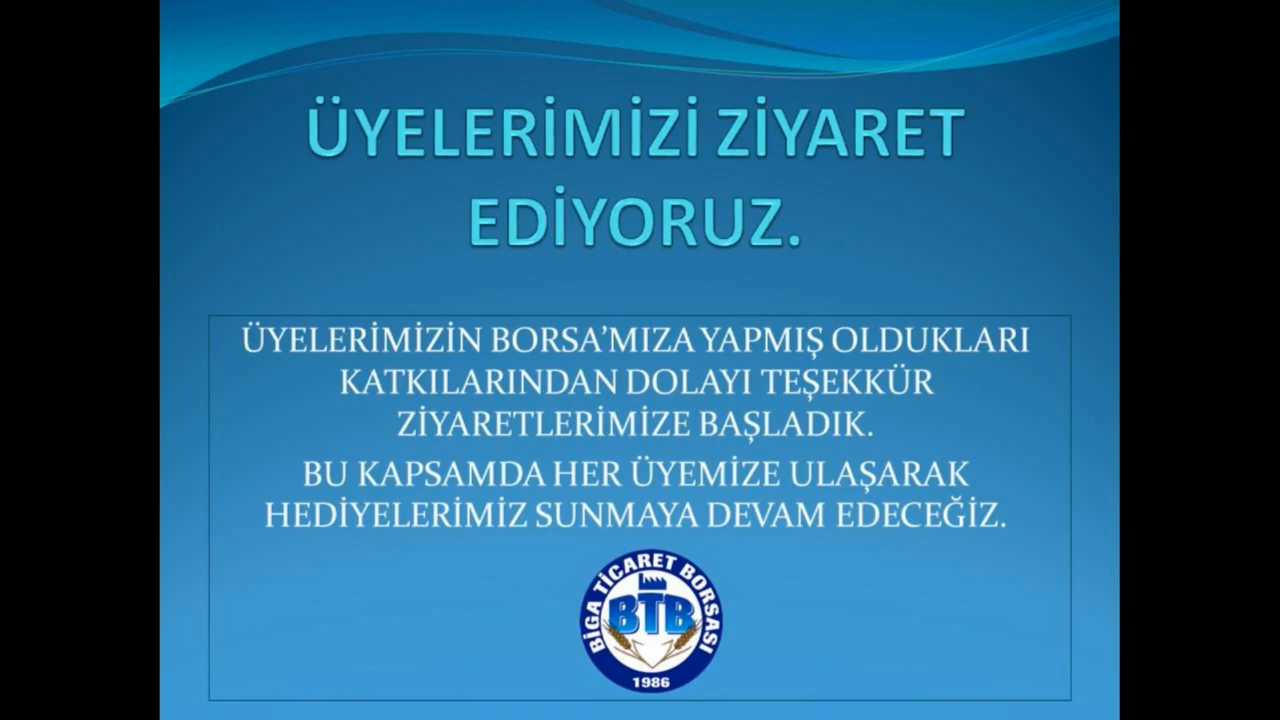 ÜYELERİMİZİ ZİYARET
EDİYORUZ.
ÜYELERİMİZİN BORSA’MIZA YAPMIŞ OLDUKLARI
KATKILARINDAN DOLAYI TEŞEKKÜR
ZİYARETLERİMİZE BAŞLADIK.
BU KAPSAMDA HER ÜYEMİZE ULAŞARAK
HEDİYELERİMİZ SUNMAYA DEVAM EDECEĞİZ.
BİGA TİCARET BORSASI
BTB
1986